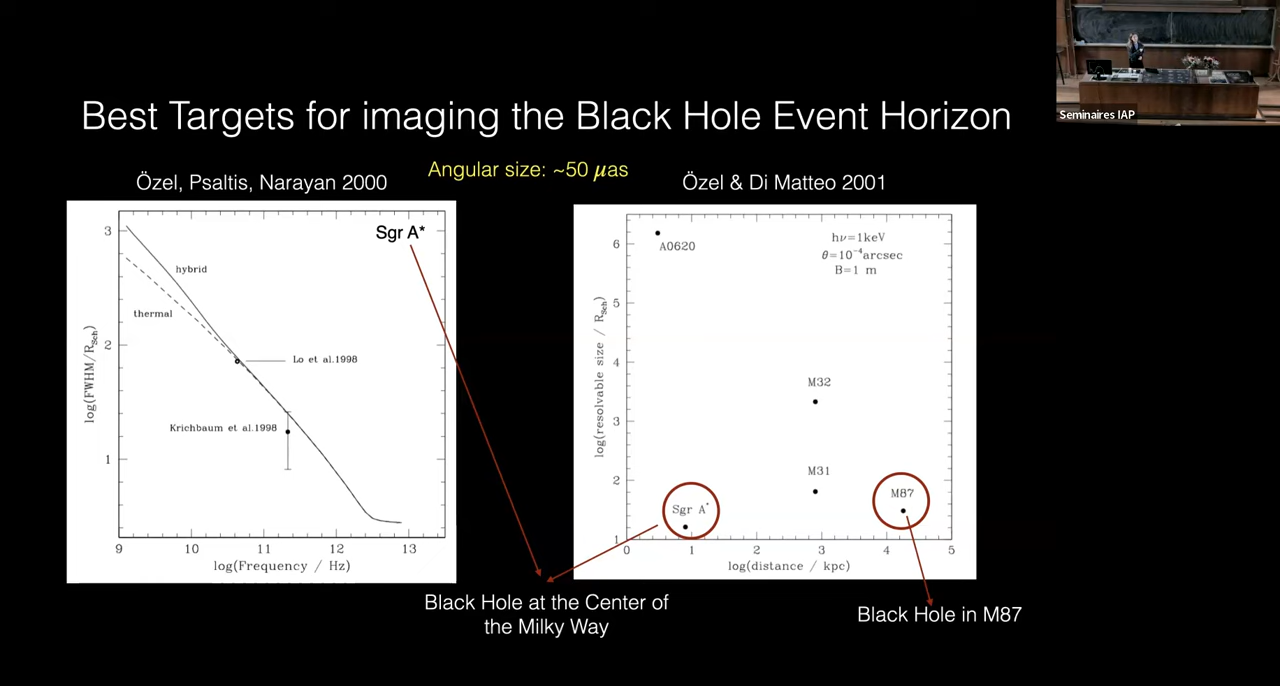 Seminaires IAP
Best Targets for imaging the Black Hole Event Horizon
Angular size: ~50 μas
Özel, Psaltis, Narayan 2000
Sgr A*
hybrid
thermal
Lo et al.1998
Krichbaum et al.1998
log(FWHM/R_Sch)
3
2
1
9 10 11 12 13
log(Frequency / Hz)
Özel & Di Matteo 2001
hν=1keV
θ=10⁻⁴arcsec
B=1 m
A0620
M32
M31
Sgr A*
M87
log(resolvable size / R_Sch)
6
5
4
3
2
1
0 1 2 3 4 5
log(distance / kpc)
Black Hole at the Center of
the Milky Way
Black Hole in M87